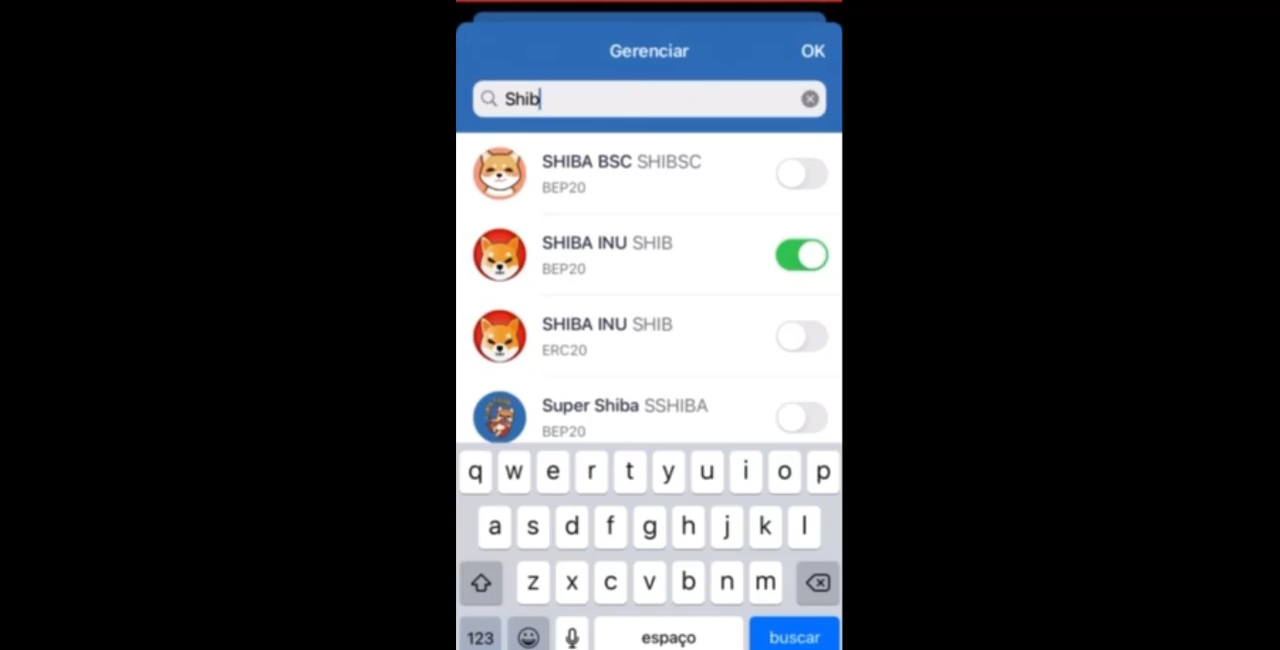 Gerenciar
OK
Shib
SHIBA BSC SHIBSC
BEP20
SHIBA INU SHIB
BEP20
SHIBA INU SHIB
ERC20
Super Shiba SSHIBA
BEP20
q w e r t y u i o p
a s d f g h j k l
z x c v b n m
123 espaço buscar